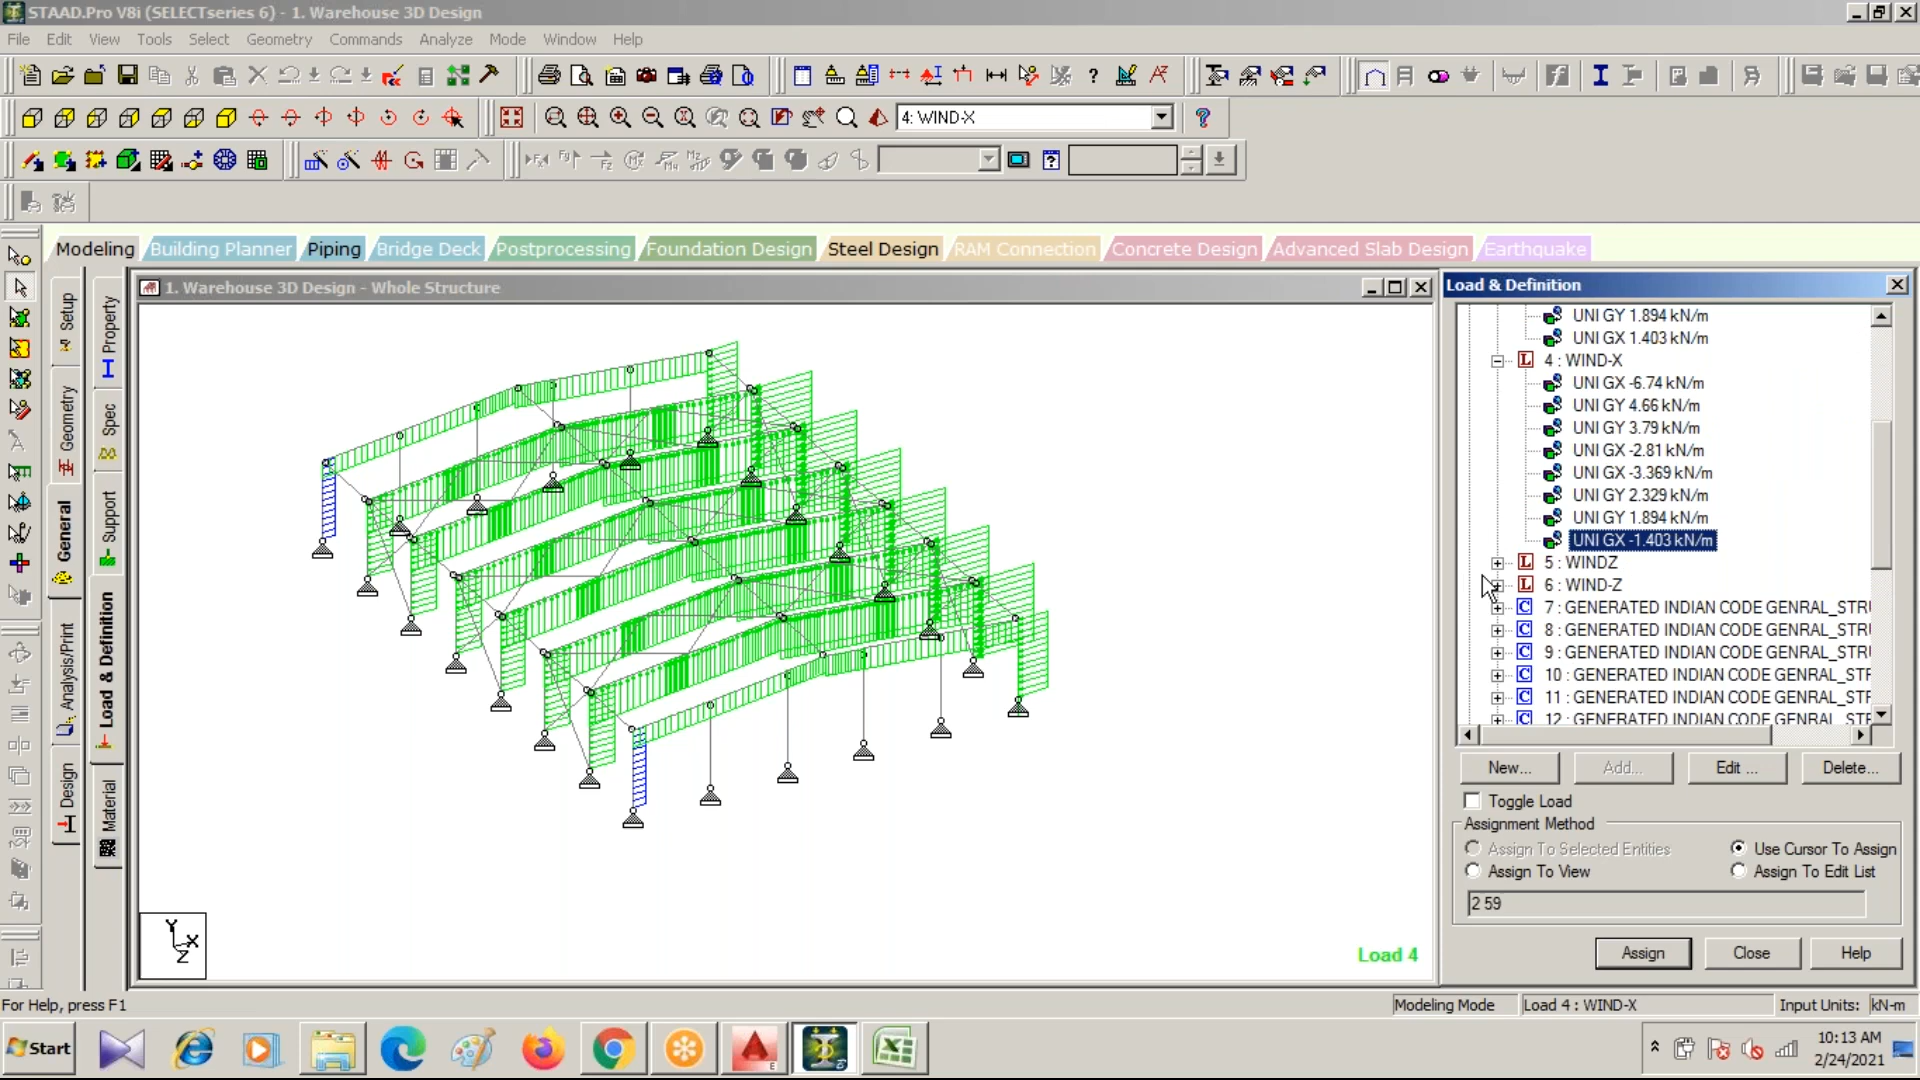 STAAD.Pro V8i (SELECTseries 6) - 1. Warehouse 3D Design
File Edit View Tools Select Geometry Commands Analyze Mode Window Help
4: WIND-X
Modeling Building Planner Piping Bridge Deck Postprocessing Foundation Design Steel Design RAM Connection Concrete Design Advanced Slab Design Earthquake
Setup
Geometry
General
Analysis/Print
Design
Property
Spec
Support
Load & Definition
Material
1. Warehouse 3D Design - Whole Structure
Y
X
Z
Load 4
Load & Definition
UNI GY 1.894 kN/m
UNI GX 1.403 kN/m
4 : WIND-X
UNI GX -6.74 kN/m
UNI GY 4.66 kN/m
UNI GY 3.79 kN/m
UNI GX -2.81 kN/m
UNI GX -3.369 kN/m
UNI GY 2.329 kN/m
UNI GY 1.894 kN/m
UNI GX -1.403 kN/m
5 : WINDZ
6 : WIND-Z
7 : GENERATED INDIAN CODE GENRAL_STRU
8 : GENERATED INDIAN CODE GENRAL_STRU
9 : GENERATED INDIAN CODE GENRAL_STRU
10 : GENERATED INDIAN CODE GENRAL_STR
11 : GENERATED INDIAN CODE GENRAL_STR
12 : GENERATED INDIAN CODE GENRAL_STR
New... Add... Edit ... Delete...
Toggle Load
Assignment Method
Assign To Selected Entities Use Cursor To Assign
Assign To View Assign To Edit List
2 59
Assign Close Help
For Help, press F1 Modeling Mode Load 4 : WIND-X Input Units: kN-m
Start 10:13 AM
2/24/2021